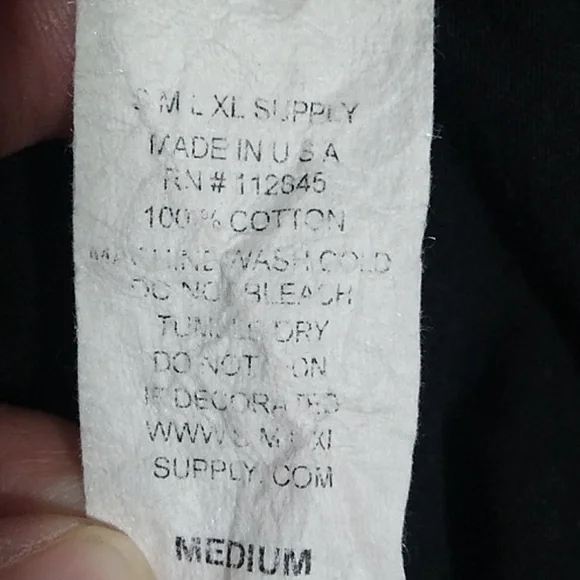 S M L XL SUPPLY
MADE IN U S A
RN # 112845
100% COTTON
MACHINE WASH COLD
DO NOT BLEACH
TUMBLE DRY
DO NOT IRON
IF DECORATED
WWW.S M L XL
SUPPLY.COM
MEDIUM